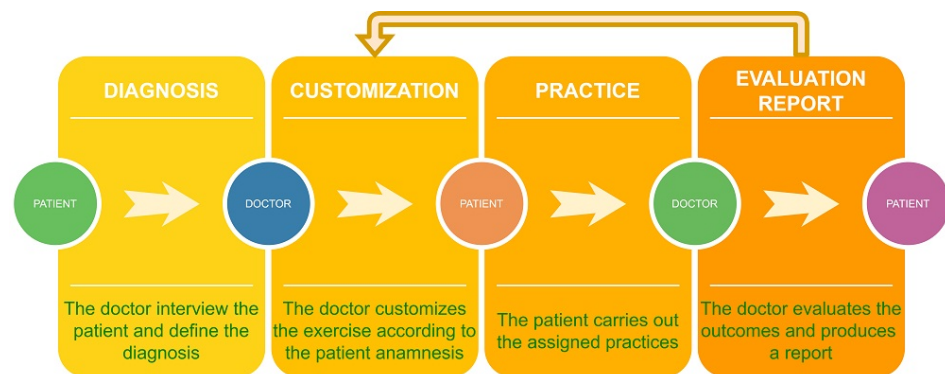 DIAGNOSIS
CUSTOMIZATION
PRACTICE
EVALUATION
REPORT
PATIENT
DOCTOR
PATIENT
DOCTOR
PATIENT
The doctor interview the
patient and define the
diagnosis
The doctor customizes
the exercise according to
the patient anamnesis
The patient carries out
the assigned practices
The doctor evaluates the
outcomes and produces
a report